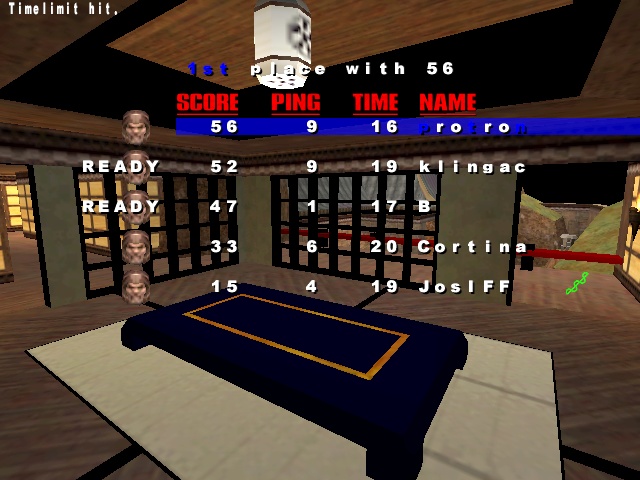 Timelimit hit.
1st place with 56
SCORE PING TIME NAME
56 9 16
READY 52 9 19 klingac
READY 47 1 17 B
33 6 20 Cortina
15 4 19 JosIFF